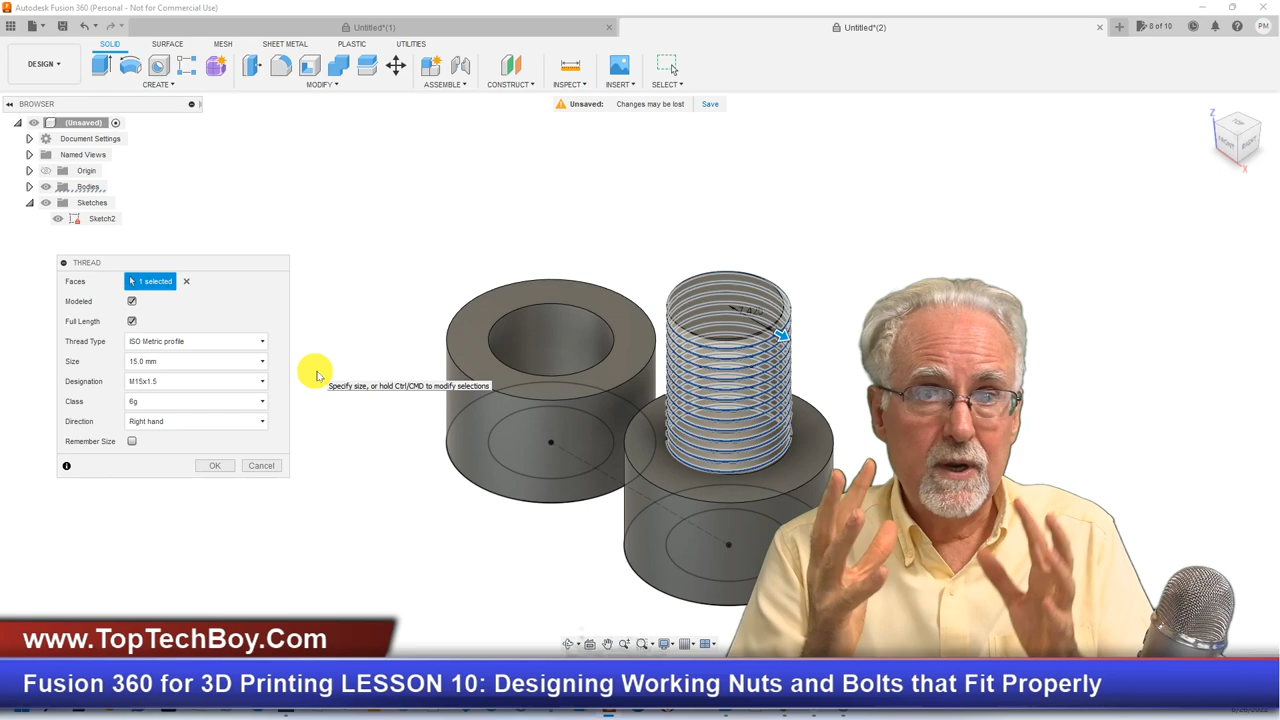 Autodesk Fusion 360 (Personal - Not for Commercial Use)
Untitled*(1)
Untitled*(2)
8 of 10
PM
SOLID
SURFACE
MESH
SHEET METAL
PLASTIC
UTILITIES
DESIGN
CREATE
MODIFY
ASSEMBLE
CONSTRUCT
INSPECT
INSERT
SELECT
BROWSER
Unsaved:
Changes may be lost
Save
(Unsaved)
Document Settings
Named Views
Origin
Bodies
Sketches
Sketch2
Z
TOP
FRONT
RIGHT
X
THREAD
Faces
1 selected
Modeled
Full Length
Thread Type
ISO Metric profile
Size
15.0 mm
Designation
M15x1.5
Class
6g
Direction
Right hand
Remember Size
OK
Cancel
Specify size, or hold Ctrl/CMD to modify selections
www.TopTechBoy.Com
Fusion 360 for 3D Printing LESSON 10: Designing Working Nuts and Bolts that Fit Properly